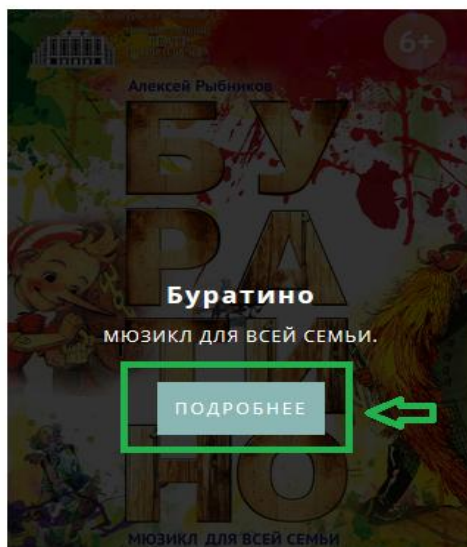 6+
Алексей Рыбников
БУ
РА
ТИ
НО
Буратино
МЮЗИКЛ ДЛЯ ВСЕЙ СЕМЬИ.
ПОДРОБНЕЕ
МЮЗИКЛ ДЛЯ ВСЕЙ СЕМЬИ